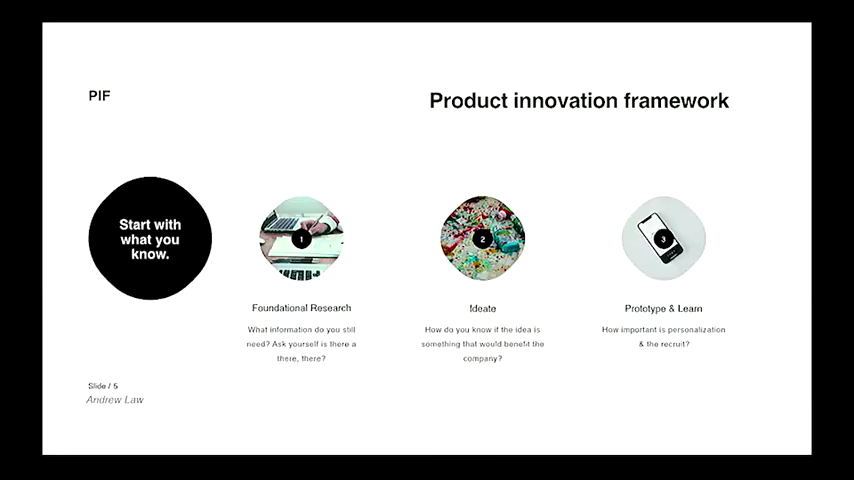 PIF
Product innovation framework
Start with
what you
know.
1
2
3
Foundational Research
What information do you still
need? Ask yourself is there a
there, there?
Ideate
How do you know if the idea is
something that would benefit the
company?
Prototype & Learn
How important is personalization
& the recruit?
Slide / 5
Andrew Law